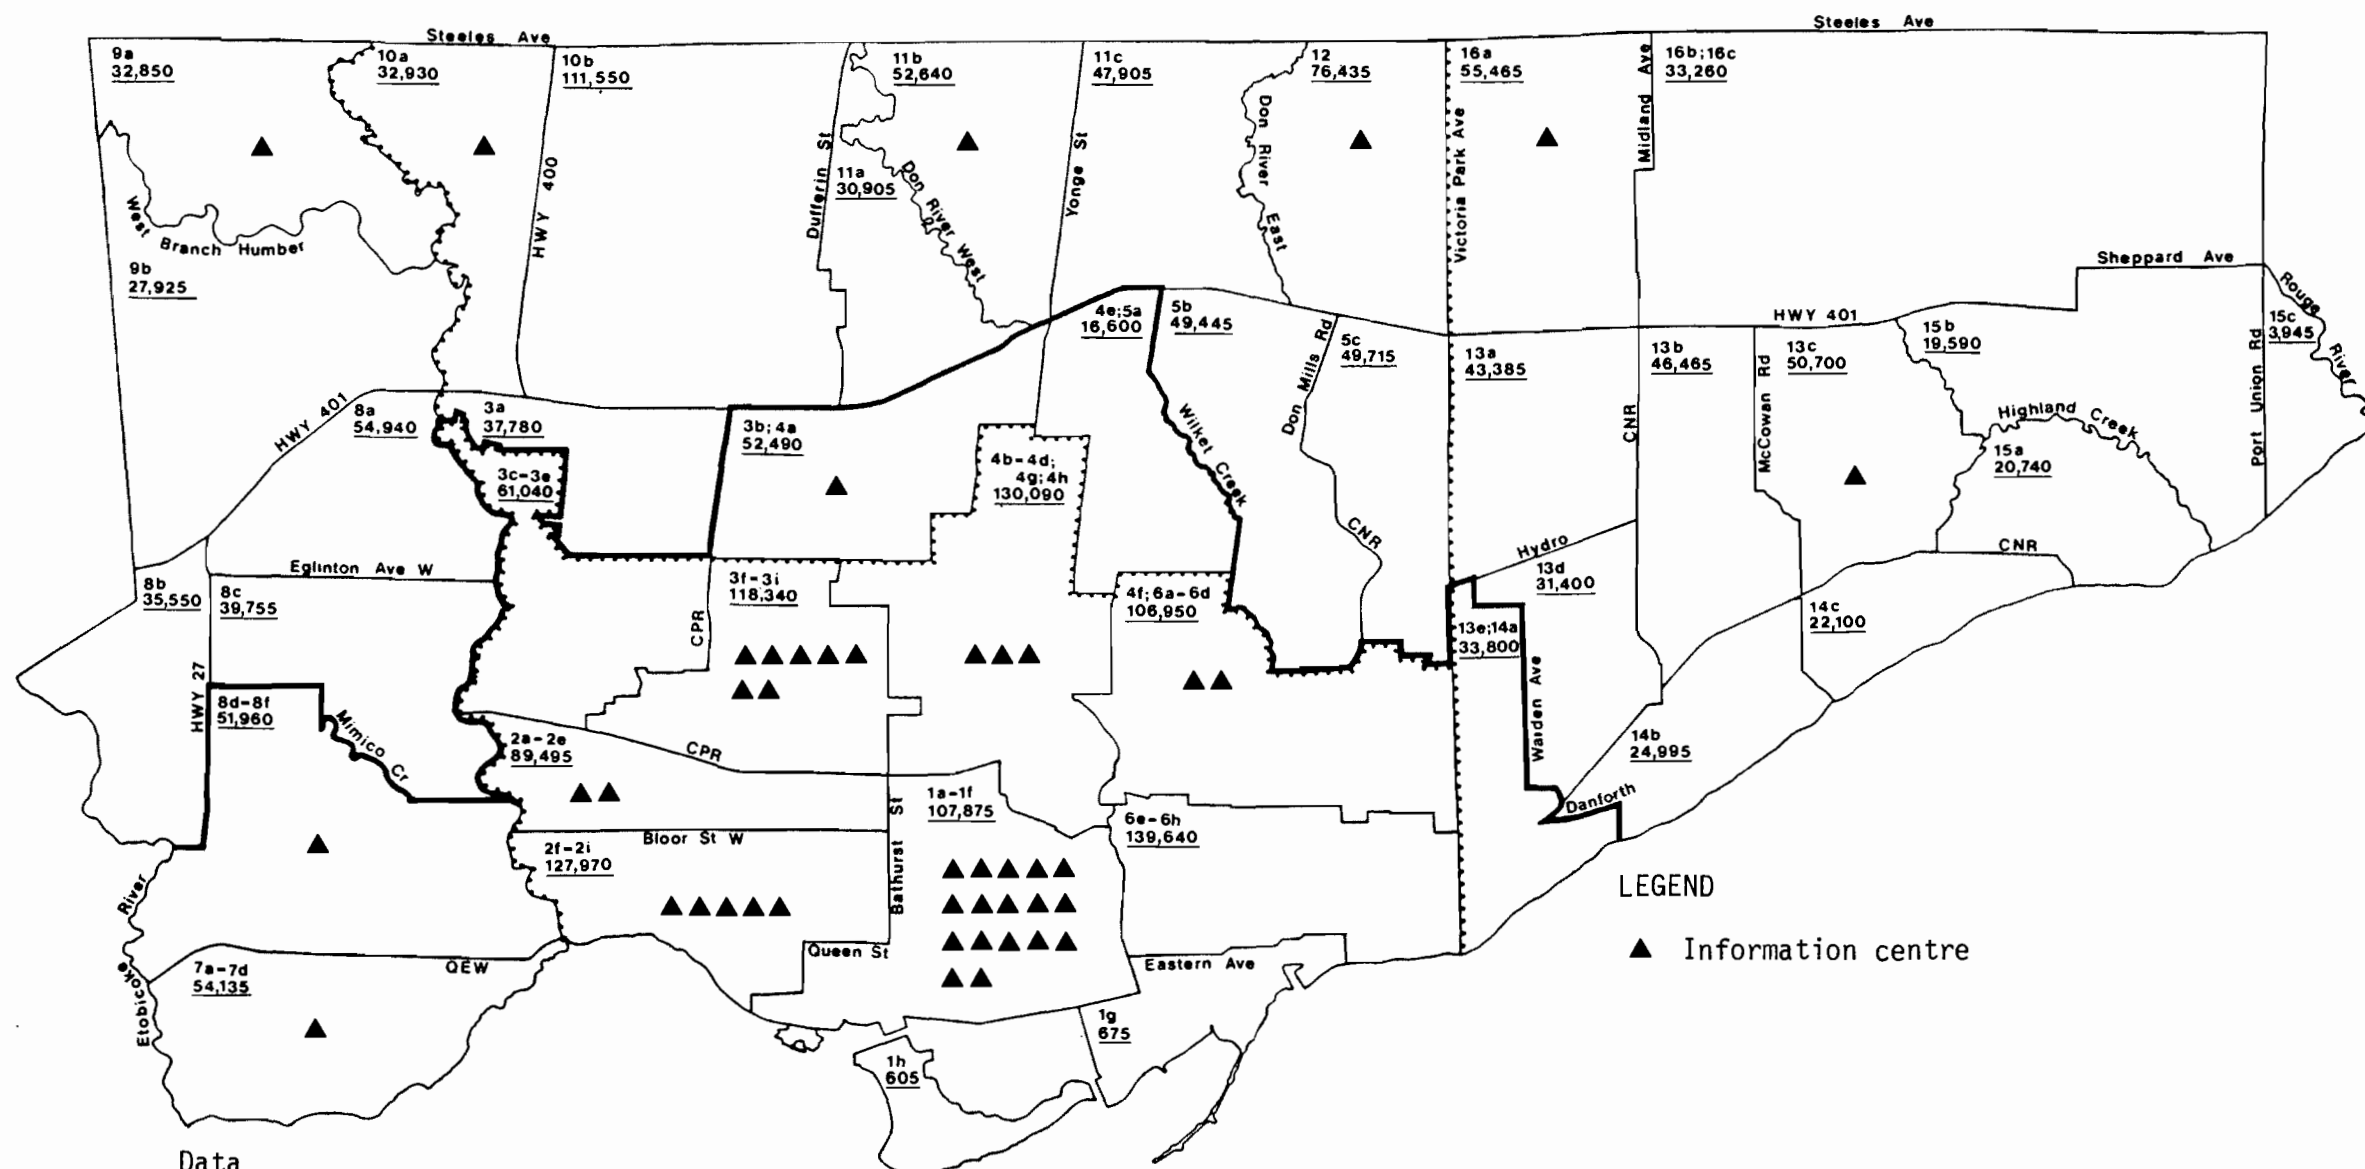 Steeles Ave
Steeles Ave
9a
32,850
10a
32,930
10b
111,550
11b
52,640
11c
47,905
12
76,435
16a
55,465
Midland Ave
16b;16c
33,260
West
Branch Humber
HWY 400
Dufferin St
11a
30,905
Don River West
Yonge St
Don River East
Victoria Park Ave
9b
27,925
Sheppard Ave
Rouge River
HWY 401
HWY 401
8a
54,940
3a
37,780
3b;4a
52,490
4e;5a
16,600
5b
49,445
Don Mills Rd
5c
49,715
13a
43,385
13b
46,465
McCowan Rd
13c
50,700
15b
19,590
Port Union Rd
15c
3,945
CNR
Wilket Creek
Highland Creek
3c-3e
61,040
4b-4d;
4g;4h
130,090
15a
20,740
CNR
Hydro
CNR
Eglinton Ave W
8b
35,550
8c
39,755
3f-3i
118,340
CPR
4f;6a-6d
106,950
13d
31,400
13e;14a
33,800
14c
22,100
HWY 27
8d-8f
51,960
Mimico Cr
2a-2e
89,495
CPR
Warden Ave
14b
24,995
Danforth
1a-1f
107,875
Bathurst St
6e-6h
139,640
Bloor St W
2f-2i
127,970
LEGEND
Information centre
Etobicoke River
Queen St
Eastern Ave
QEW
7a-7d
54,135
1g
675
1h
605
Data